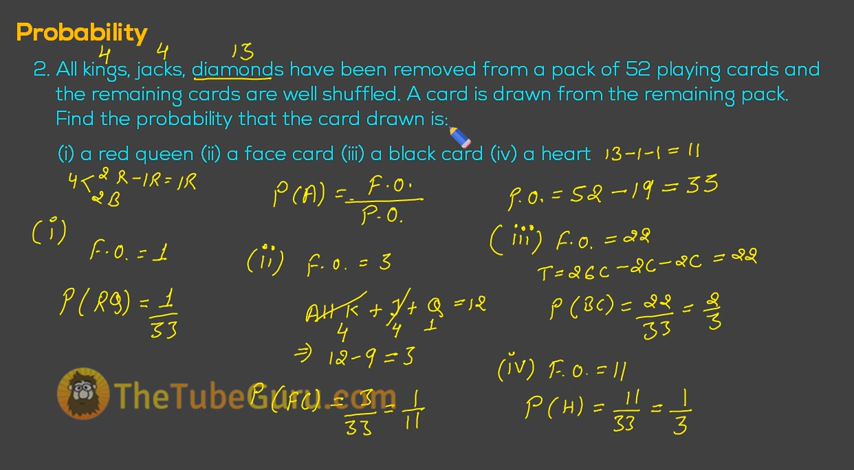 Probability
4 4 13
2. All kings, jacks, diamonds have been removed from a pack of 52 playing cards and
the remaining cards are well shuffled. A card is drawn from the remaining pack.
Find the probability that the card drawn is:
(i) a red queen (ii) a face card (iii) a black card (iv) a heart 13-1-1 = 11
4 < 2R - 1R = 1R
2B
P(A) = F.O. / P.O.
P.O. = 52 - 19 = 33
(i)
F.O. = 1
P(RQ) = 1/33
(ii) F.O. = 3
K + J + Q = 12
4 4 1
⇒ 12 - 9 = 3
P(FC) = 3/33 = 1/11
(iii) F.O. = 22
T = 26C - 2C - 2C = 22
P(BC) = 22/33 = 2/3
(iv) F.O. = 11
P(H) = 11/33 = 1/3
TheTubeGuru.com